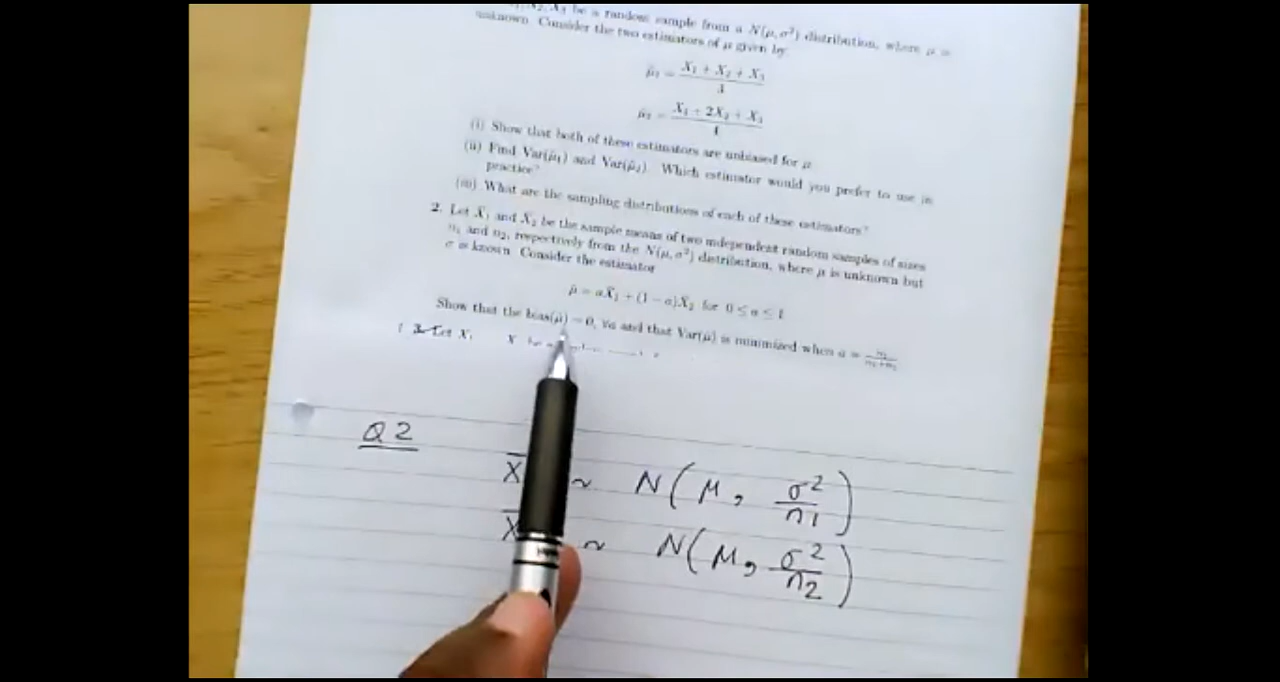 X₂, X₃ be a random sample from a N(μ, σ²) distribution, where μ is
unknown. Consider the two estimators of μ given by
μ̂₁ = (X₁ + X₂ + X₃)/3
μ̂₂ = (X₁ + 2X₂ + X₃)/4
(i) Show that both of these estimators are unbiased for μ
(ii) Find Var(μ̂₁) and Var(μ̂₂). Which estimator would you prefer to use in
practice?
(iii) What are the sampling distributions of each of these estimators?
2. Let X̄₁ and X̄₂ be the sample means of two independent random samples of sizes
n₁ and n₂, respectively from the N(μ, σ²) distribution, where μ is unknown but
σ is known. Consider the estimator
μ̂ = aX̄₁ + (1 − a)X̄₂ for 0 ≤ a ≤ 1
Show that the bias(μ̂) = 0, ∀a and that Var(μ̂) is minimized when a = n₁/(n₁+n₂)
3. Let X₁
Q2
X̄ ~ N(μ, σ²/n₁)
X̄ ~ N(μ, σ²/n₂)